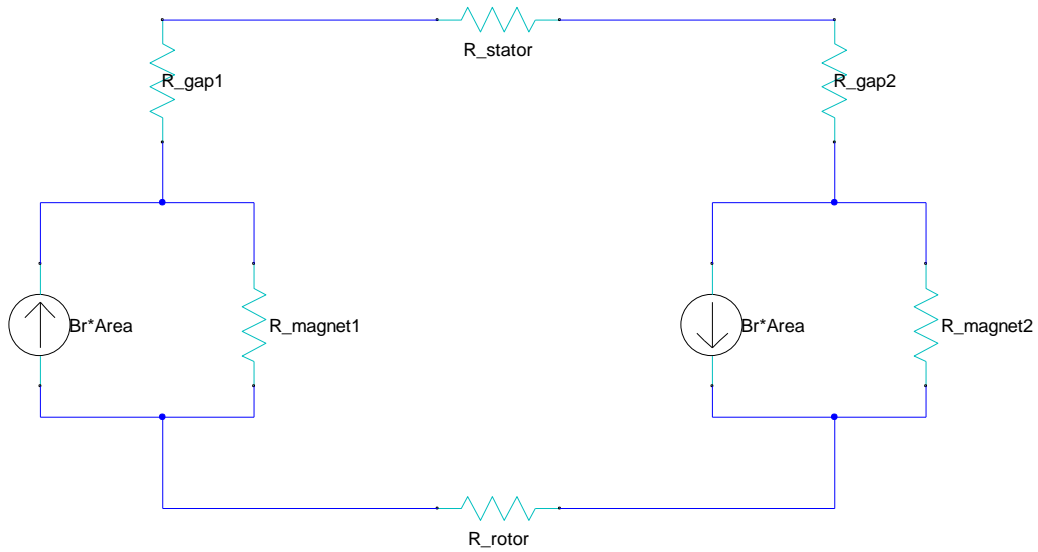 R_stator
R_gap1
R_gap2
Br*Area
R_magnet1
Br*Area
R_magnet2
R_rotor